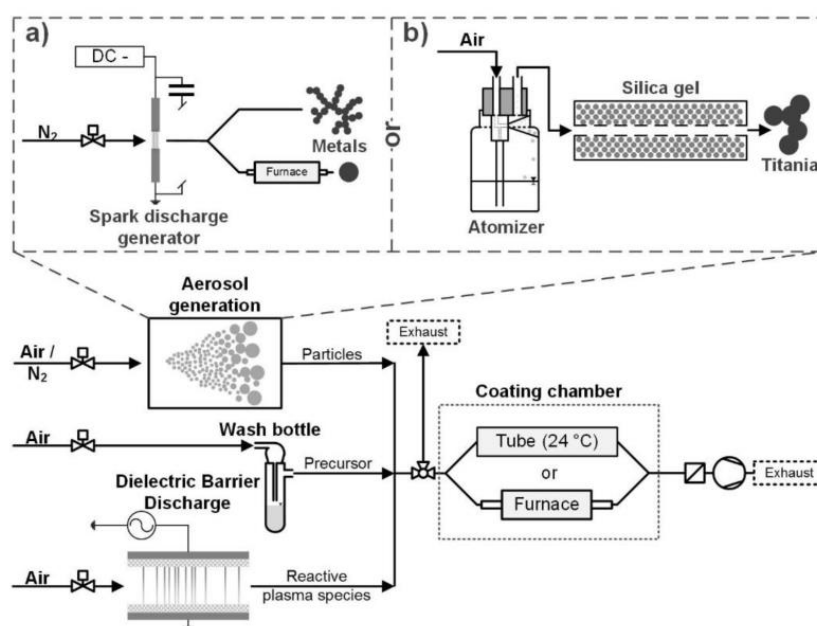 a)
DC -
N₂
Metals
Furnace
Spark discharge
generator
or
b)
Air
Silica gel
Titania
Atomizer
Aerosol
generation
Exhaust
Air /
N₂
Particles
Coating chamber
Air
Wash bottle
Tube (24 °C)
Precursor
or
Exhaust
Dielectric Barrier
Discharge
Furnace
Air
Reactive
plasma species